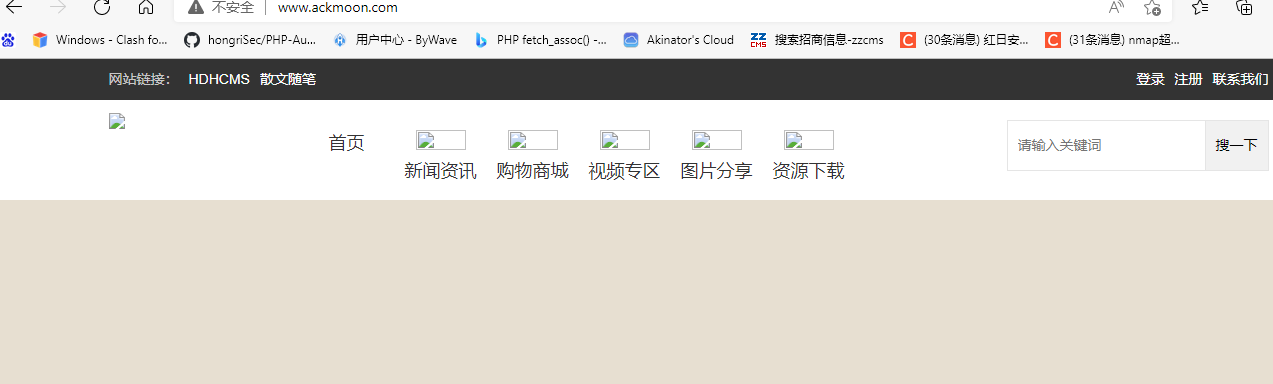 不安全 www.ackmoon.com
Windows - Clash fo... hongriSec/PHP-Au... 用户中心 - ByWave PHP fetch_assoc() -... Akinator's Cloud ZZ CMS 搜索招商信息-zzcms C (30条消息) 红日安... C (31条消息) nmap超...
网站链接: HDHCMS 散文随笔 登录 注册 联系我们
首页 请输入关键词 搜一下
新闻资讯 购物商城 视频专区 图片分享 资源下载